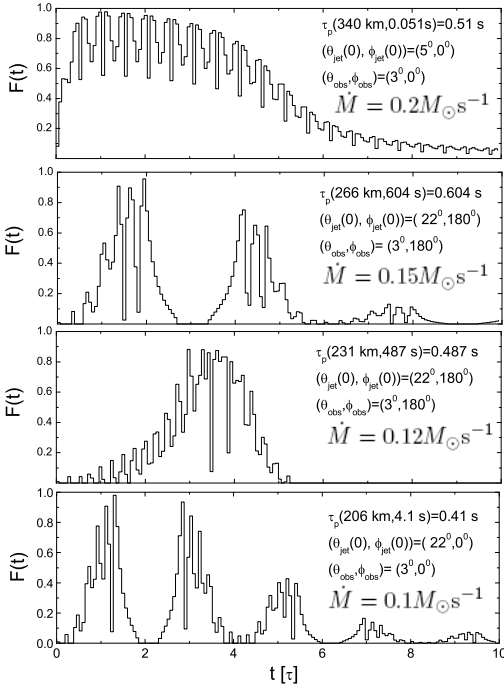 1.0
0.8
0.6
0.4
0.2
F(t)
τp(340 km,0.051s)=0.51 s
(θjet(0), ϕjet(0))=(5⁰,0⁰)
(θobs,ϕobs)=(3⁰,0⁰)
Ṁ = 0.2M⊙s⁻¹
1.0
0.8
0.6
0.4
0.2
F(t)
τp(266 km,604 s)=0.604 s
(θjet(0), ϕjet(0))=( 22⁰,180⁰)
(θobs,ϕobs)= (3⁰,180⁰)
Ṁ = 0.15M⊙s⁻¹
1.0
0.8
0.6
0.4
0.2
F(t)
τp(231 km,487 s)=0.487 s
(θjet(0), ϕjet(0))=(22⁰,180⁰)
(θobs,ϕobs)=(3⁰,180⁰)
Ṁ = 0.12M⊙s⁻¹
1.0
0.8
0.6
0.4
0.2
0.0
F(t)
τp(206 km,4.1 s)=0.41 s
(θjet(0), ϕjet(0))=( 22⁰,0⁰)
(θobs,ϕobs)= (3⁰,0⁰)
Ṁ = 0.1M⊙s⁻¹
0 2 4 6 8 10
t [τ]